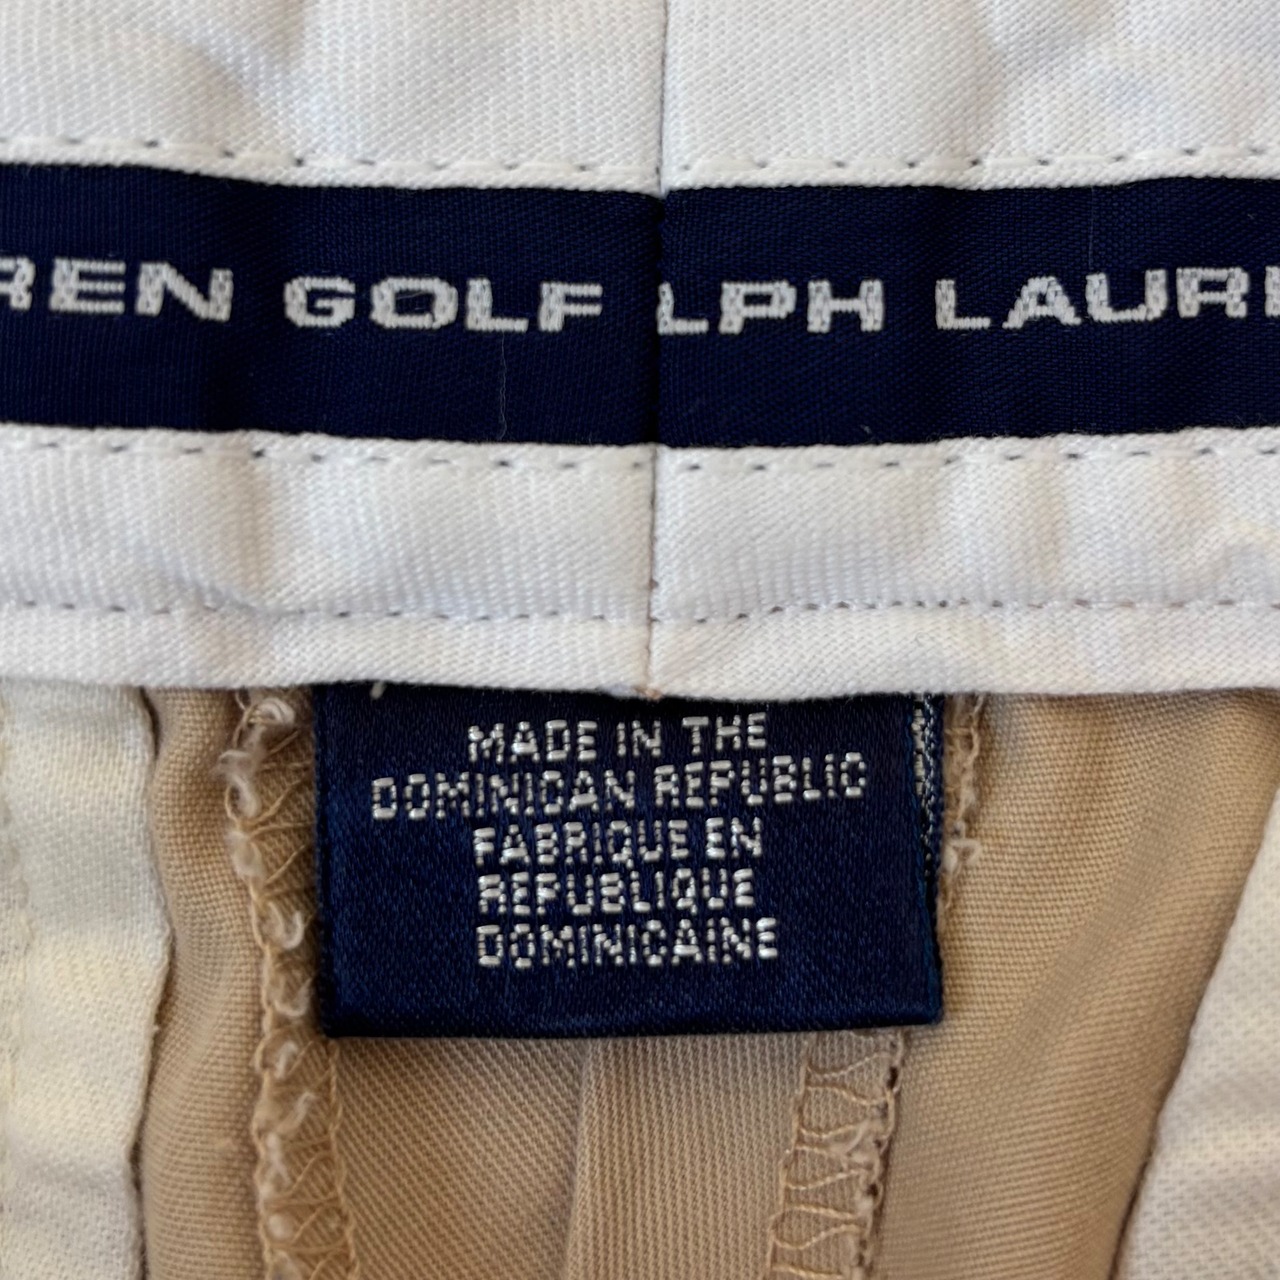 REN GOLF LPH LAUR
MADE IN THE
DOMINICAN REPUBLIC
FABRIQUE EN
REPUBLIQUE
DOMINICAINE